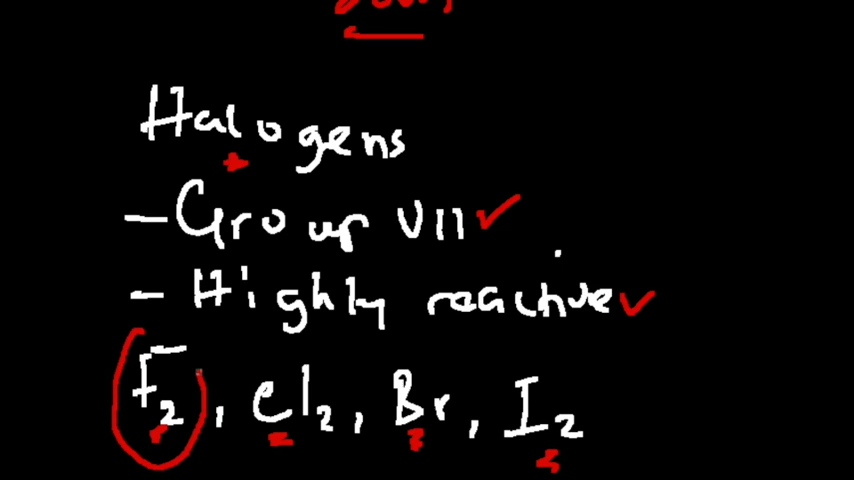 Halogens
- Group VII
- Highly reactive
F₂, Cl₂, Br, I₂